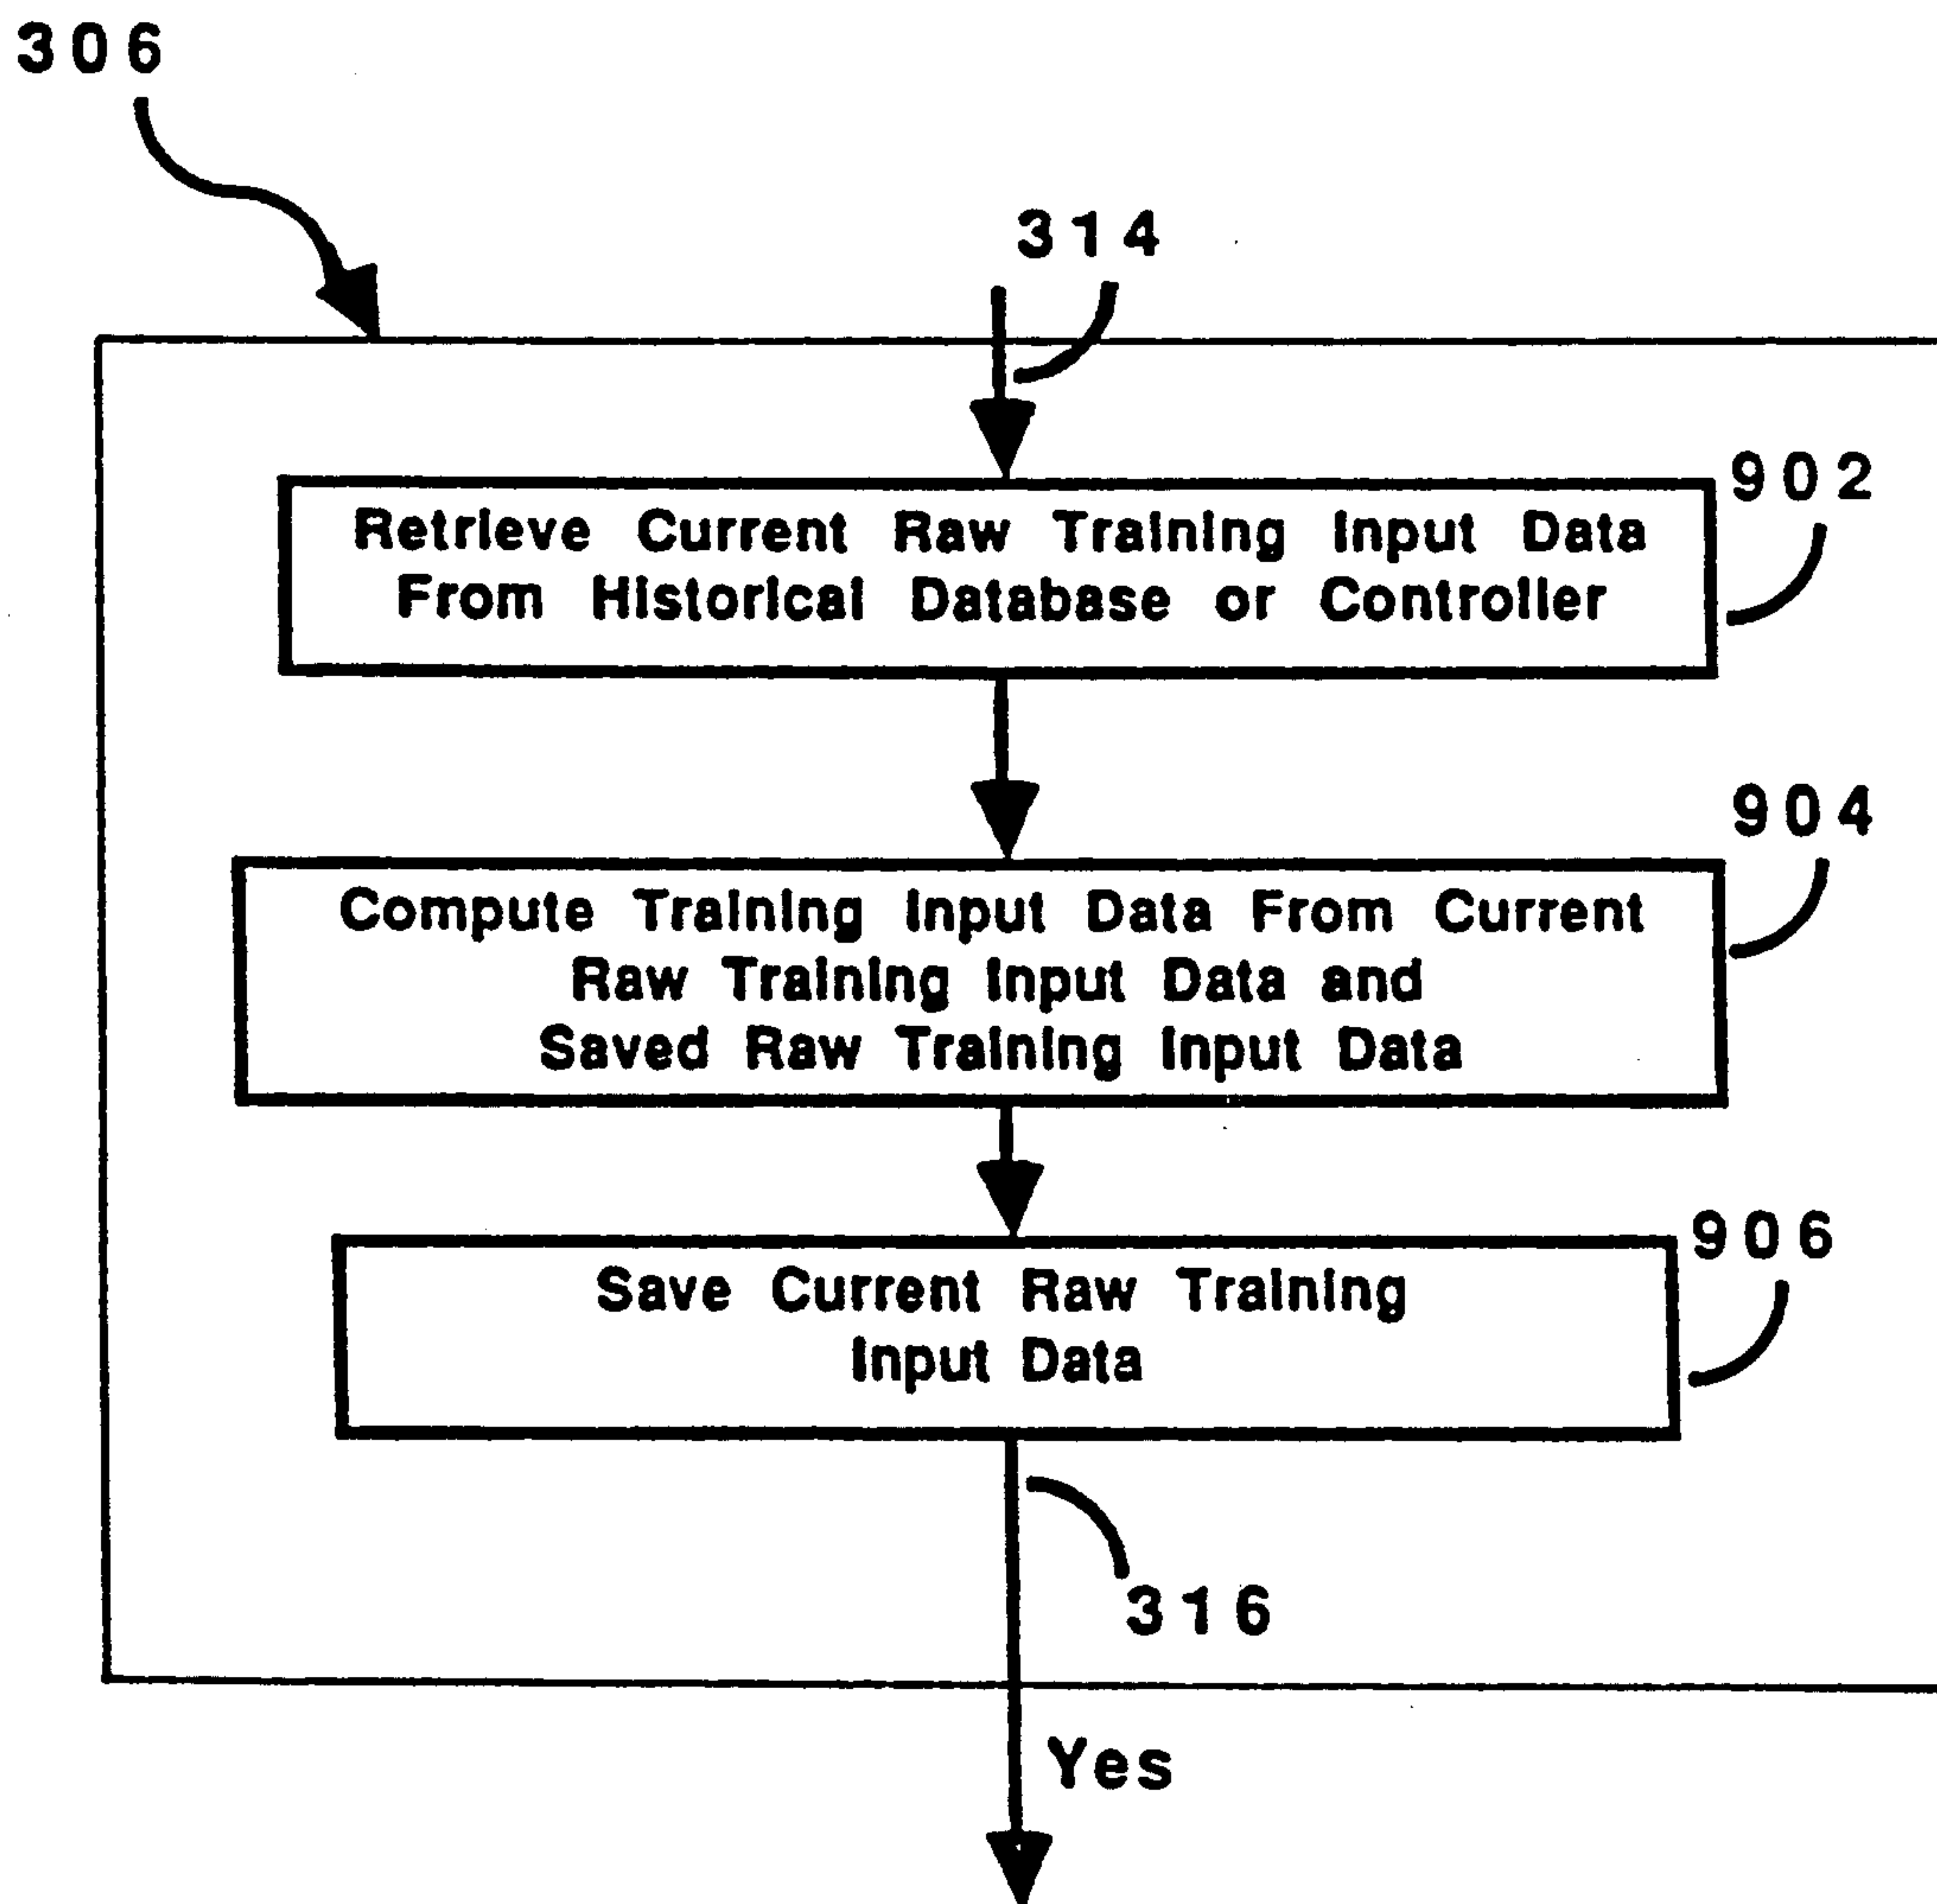 306
314
902
Retrieve Current Raw Training Input Data
From Historical Database or Controller
904
Compute Training Input Data From Current
Raw Training Input Data and
Saved Raw Training Input Data
906
Save Current Raw Training
Input Data
316
Yes